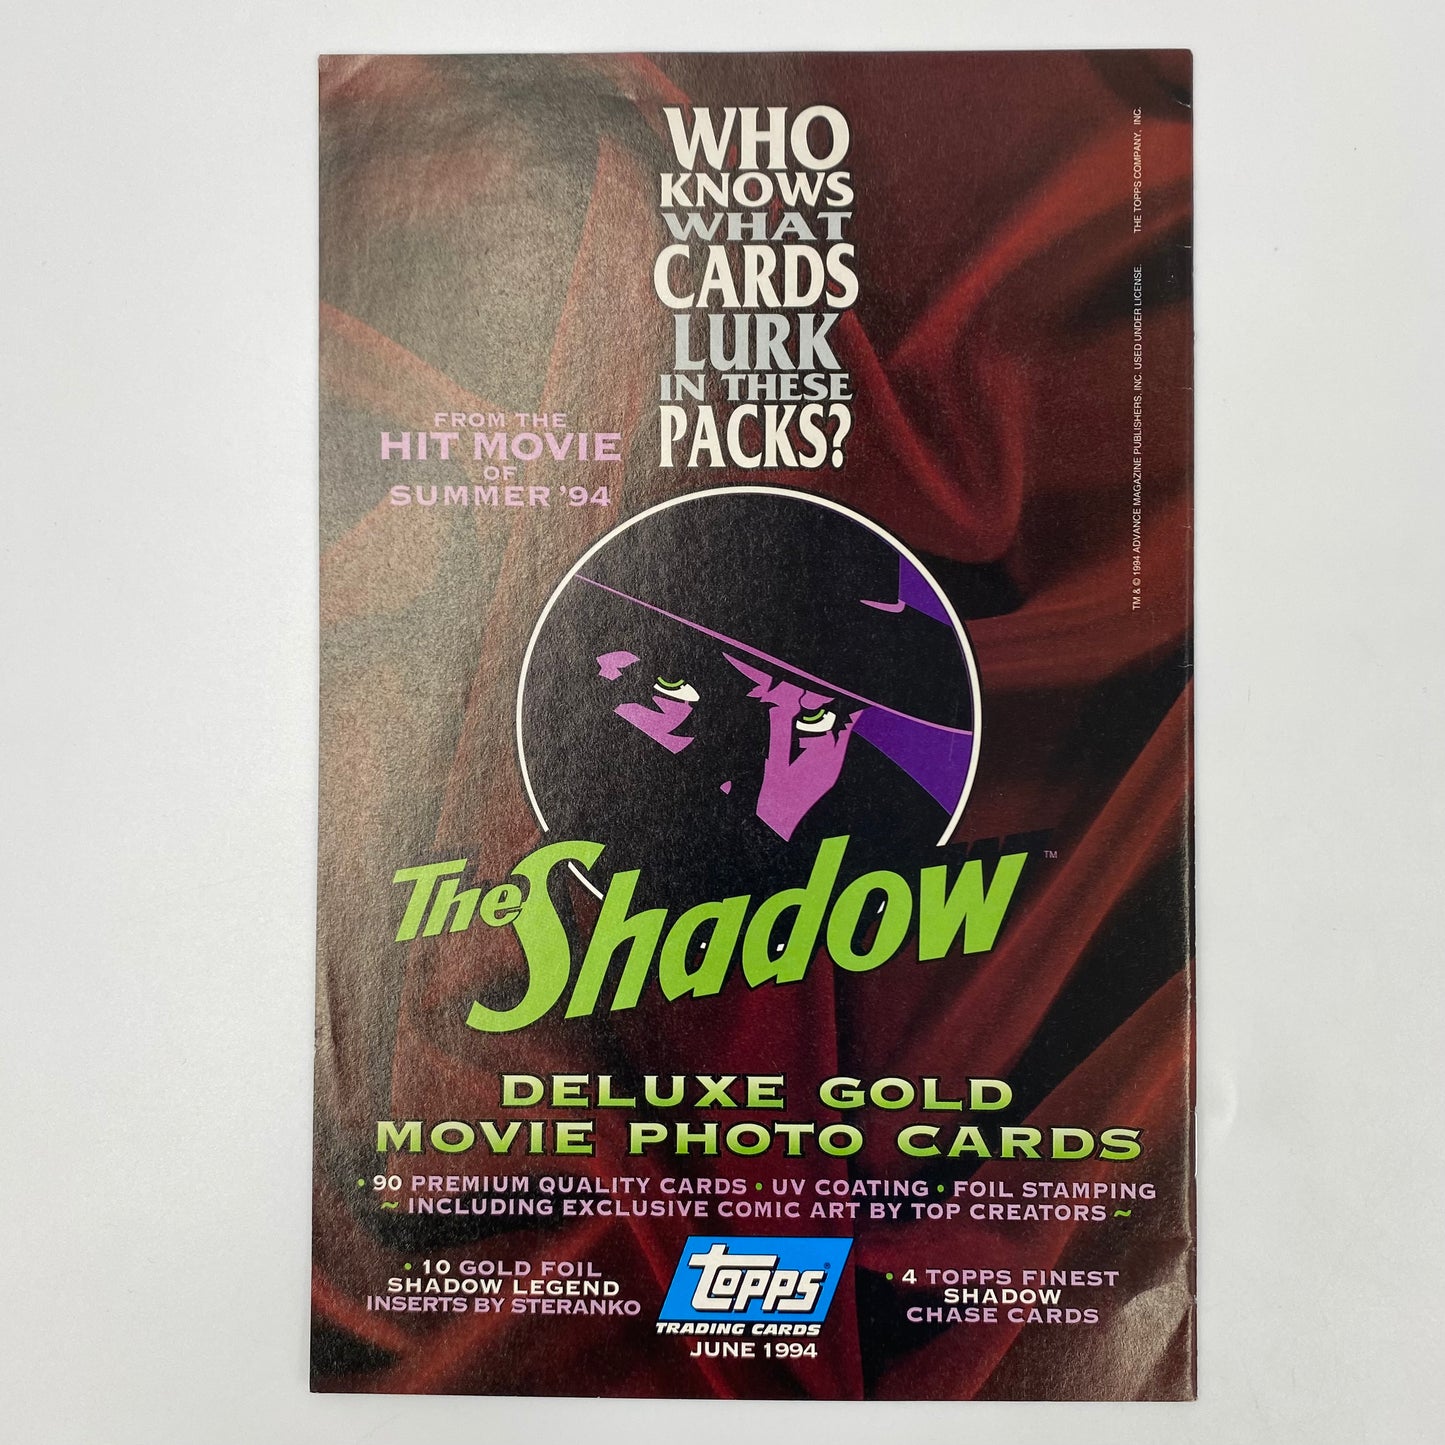 WHO
KNOWS
WHAT
CARDS
LURK
IN THESE
PACKS?
FROM THE
HIT MOVIE
OF
SUMMER '94
TM & © 1994 ADVANCE MAGAZINE PUBLISHERS, INC. USED UNDER LICENSE. THE TOPPS COMPANY, INC.
The Shadow™
DELUXE GOLD
MOVIE PHOTO CARDS
• 90 PREMIUM QUALITY CARDS • UV COATING • FOIL STAMPING
~ INCLUDING EXCLUSIVE COMIC ART BY TOP CREATORS ~
• 10 GOLD FOIL
SHADOW LEGEND
INSERTS BY STERANKO
topps®
TRADING CARDS
JUNE 1994
• 4 TOPPS FINEST
SHADOW
CHASE CARDS